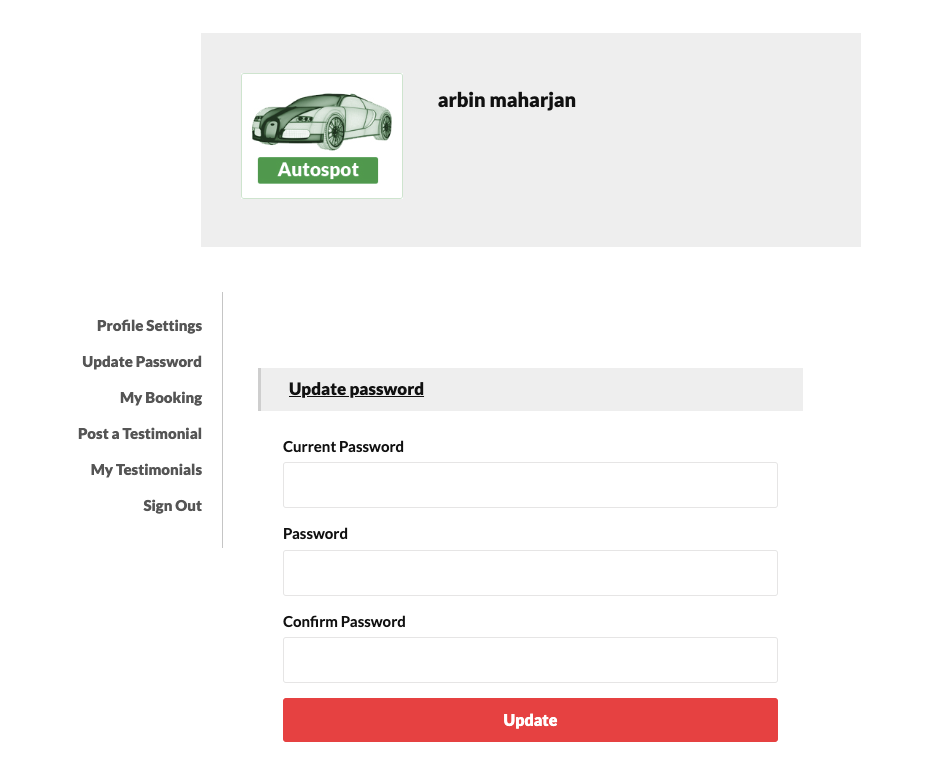 Autospot
arbin maharjan
Profile Settings
Update Password
My Booking
Post a Testimonial
My Testimonials
Sign Out
Update password
Current Password
Password
Confirm Password
Update